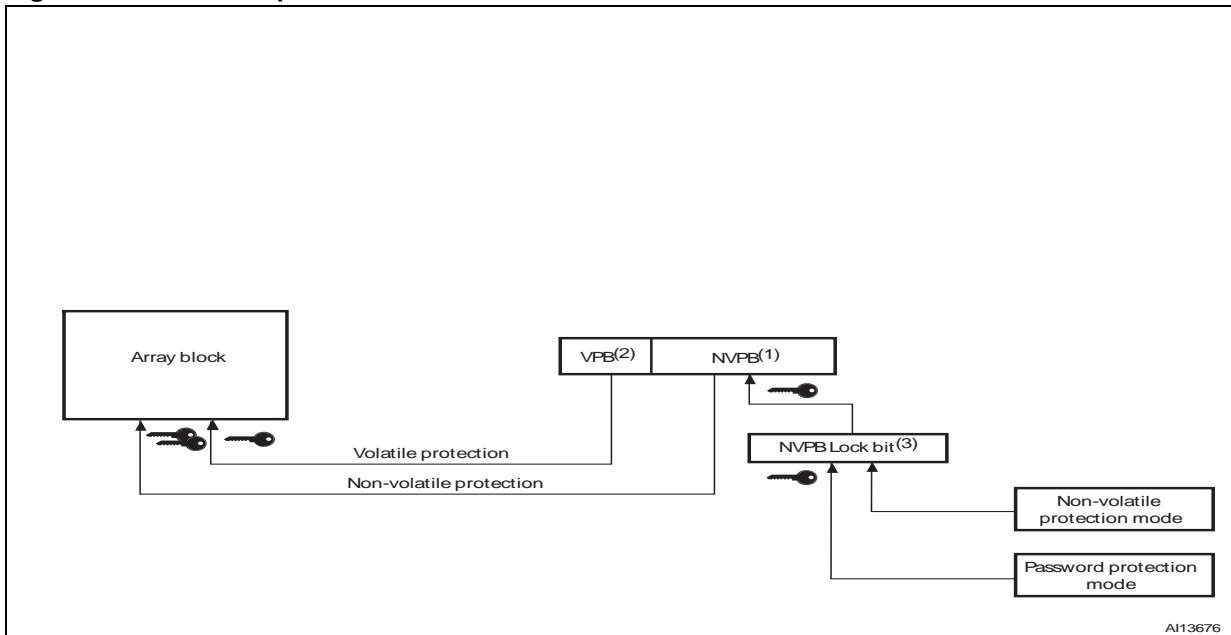 Array block
VPB(2)
NVPB(1)
NVPB Lock bit(3)
Volatile protection
Non-volatile protection
Non-volatile
protection mode
Password protection
mode
AI13676